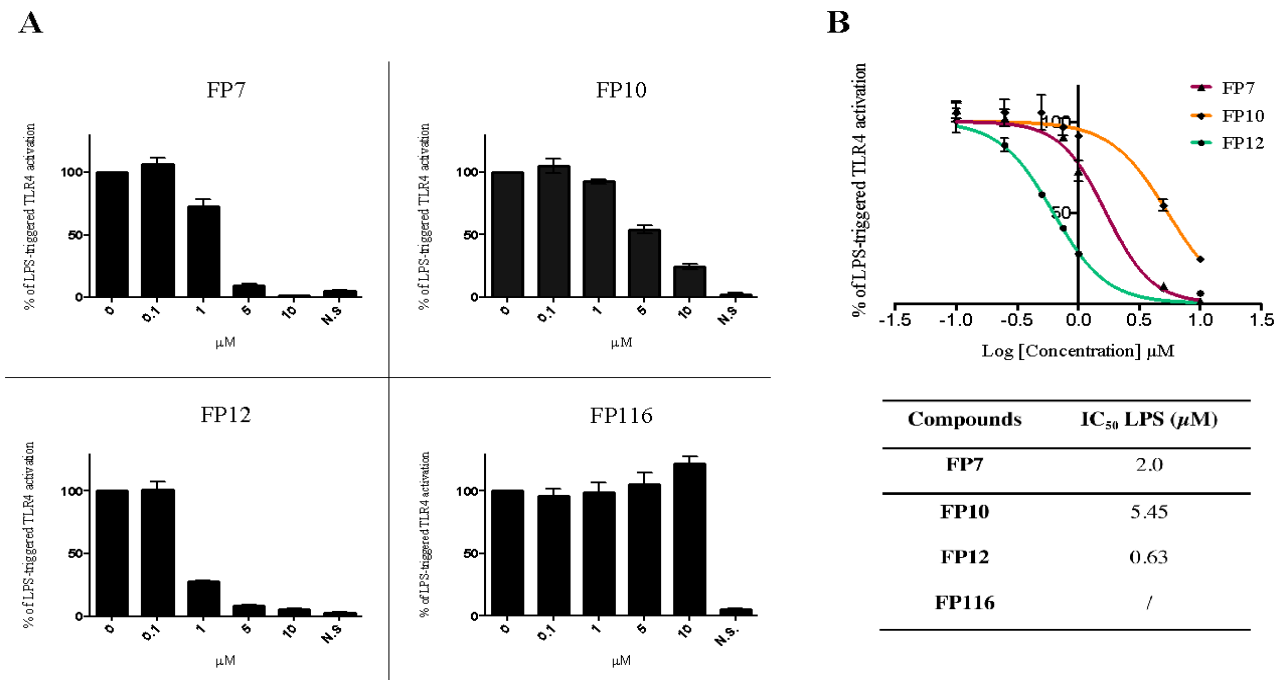 A
FP7
% of LPS-triggered TLR4 activation
100
50
0
0
0.1
1
5
10
N.s
µM
FP10
% of LPS-triggered TLR4 activation
100
50
0
0
0.1
1
5
10
N.s
µM
FP12
% of LPS-triggered TLR4 activation
100
50
0
0
0.1
1
5
10
N.s
µM
FP116
% of LPS-triggered TLR4 activation
100
50
0
0
0.1
1
5
10
N.s.
µM
B
% of LPS-triggered TLR4 activation
100
50
-1.5 -1.0 -0.5 0.0 0.5 1.0 1.5
Log [Concentration] µM
FP7
FP10
FP12
Compounds IC50 LPS (µM)
FP7 2.0
FP10 5.45
FP12 0.63
FP116 /